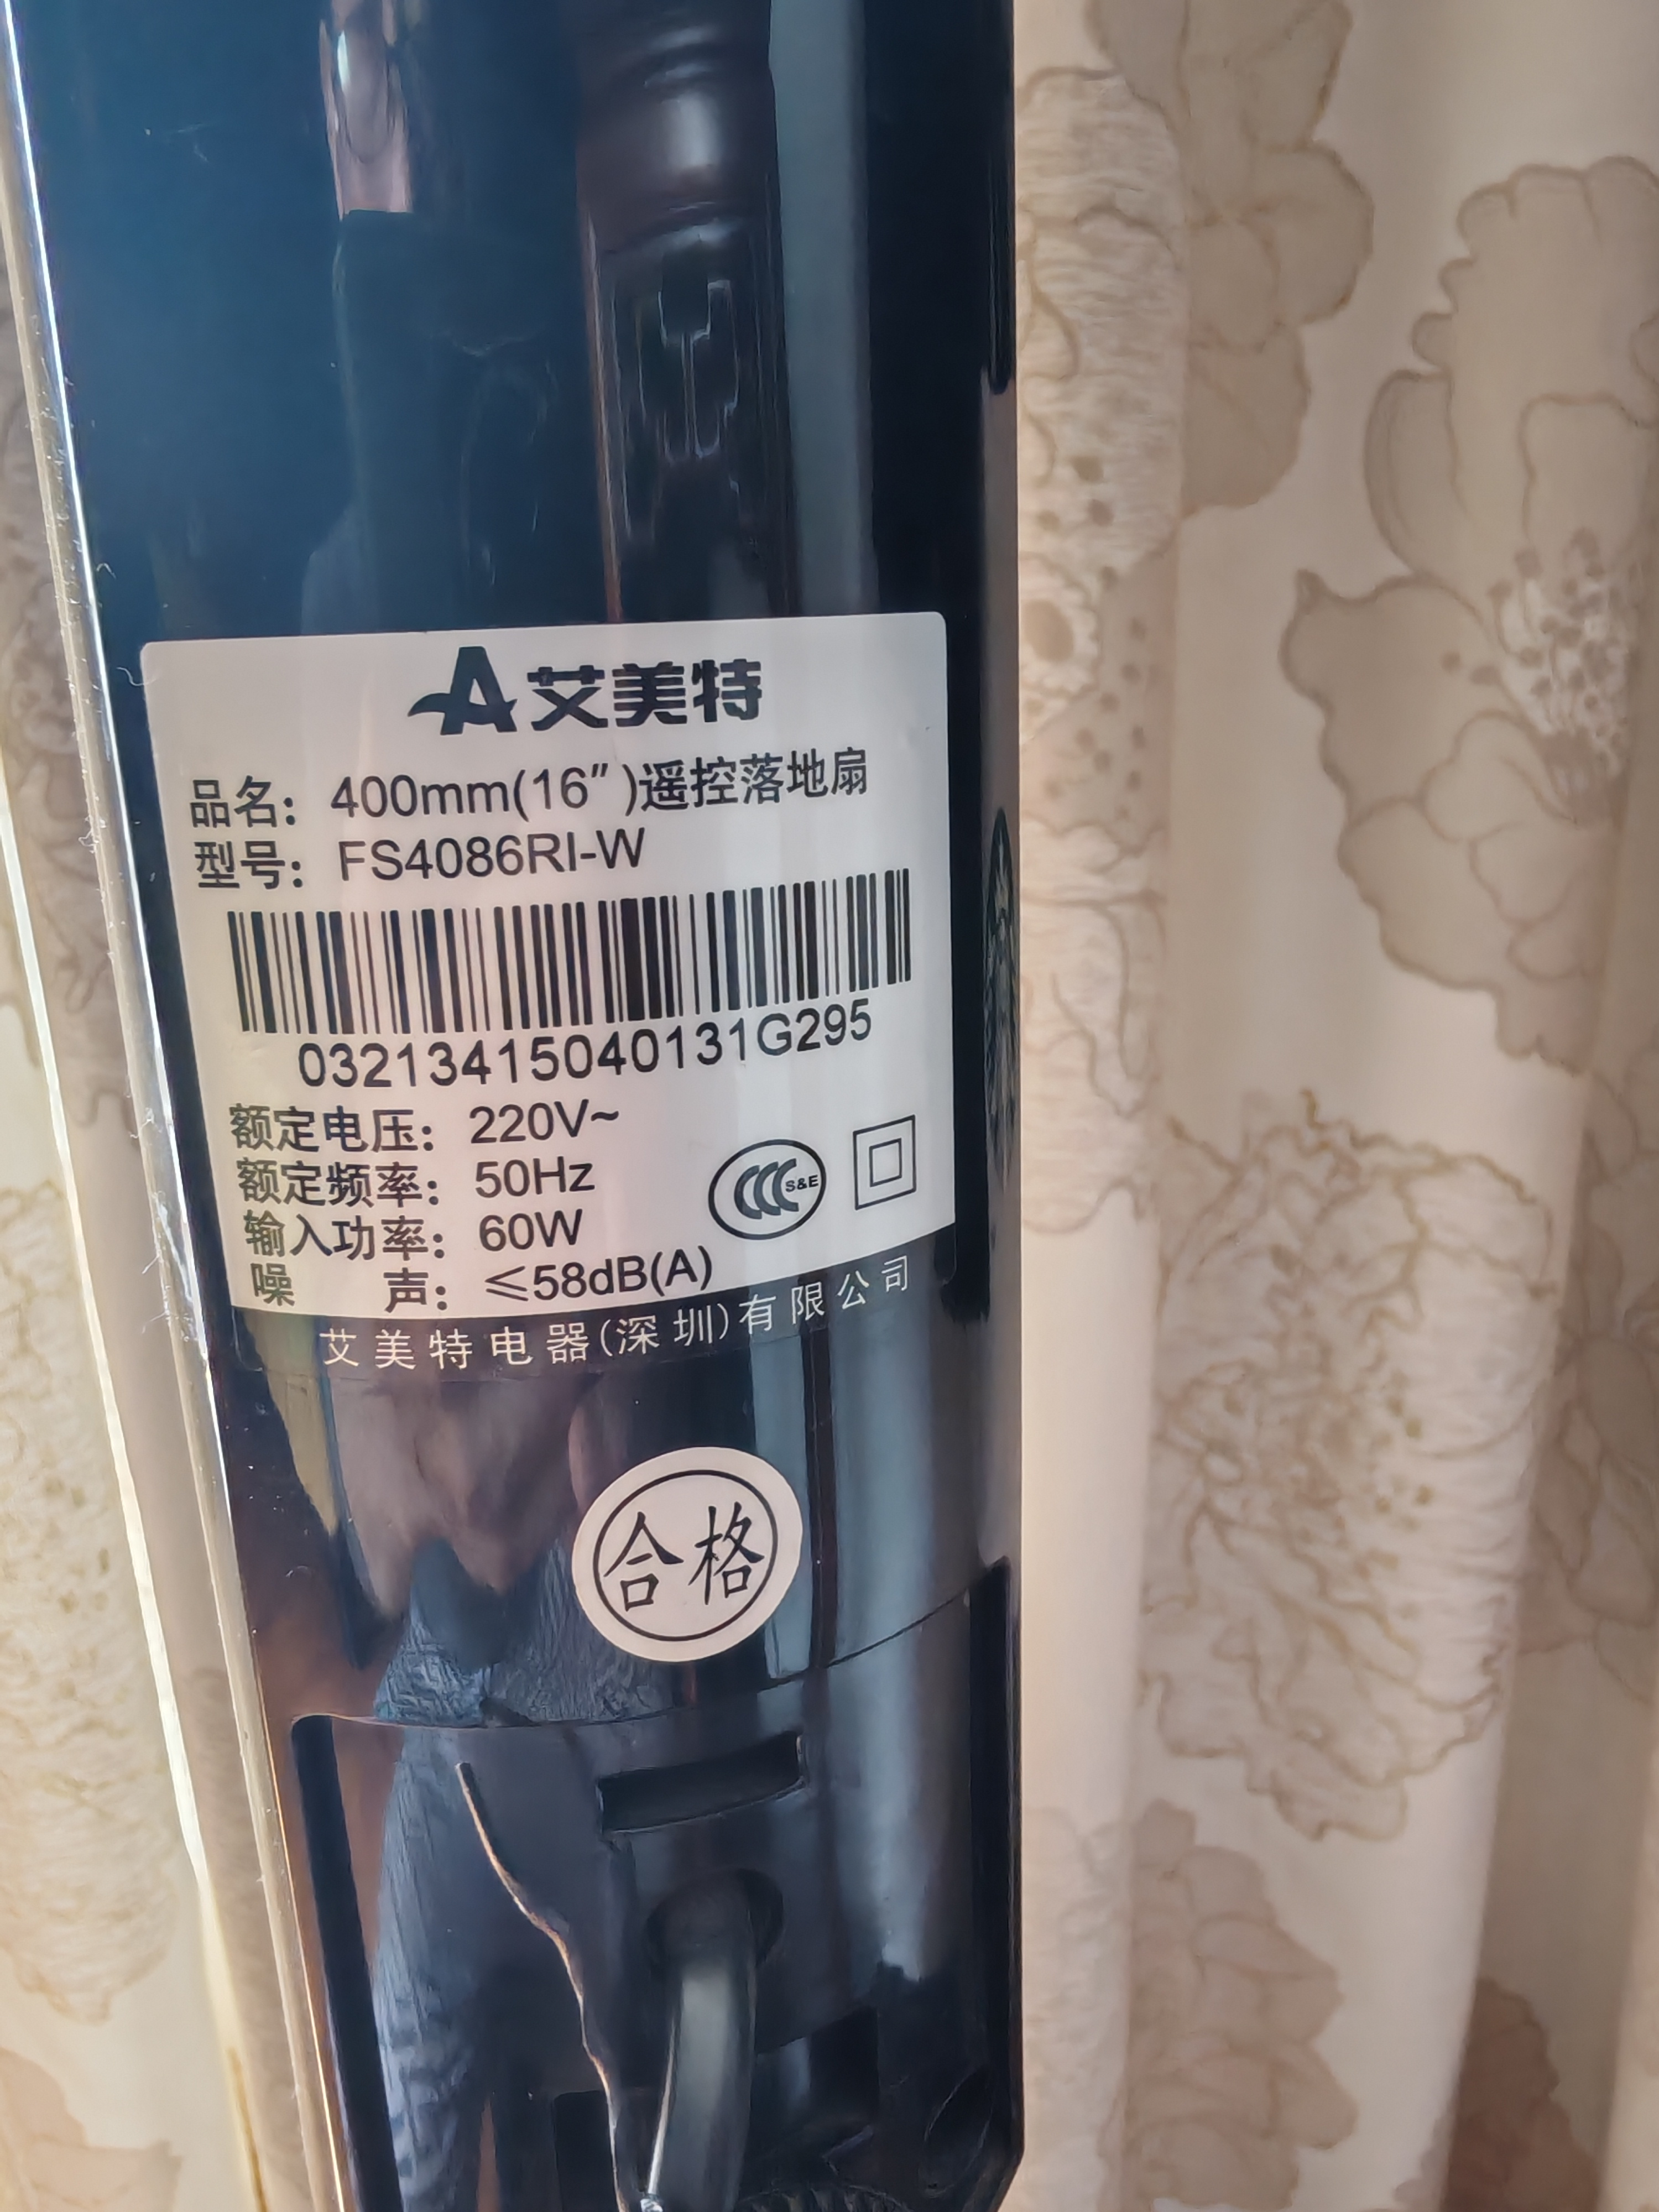 艾美特
品名：400mm(16″)遥控落地扇
型号：FS4086RI-W
03213415040131G295
额定电压：220V~
额定频率：50Hz
输入功率：60W
噪 声：≤58dB(A)
CCC S&E
艾美特电器(深圳)有限公司
合格